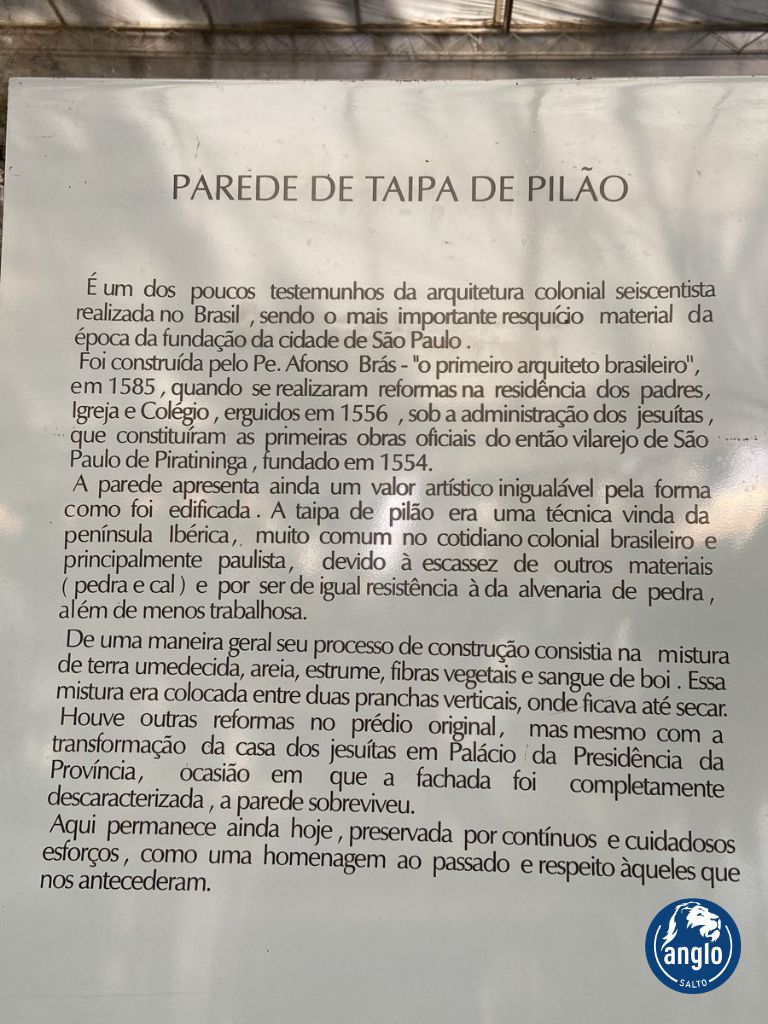 PAREDE DE TAIPA DE PILÃO
É um dos poucos testemunhos da arquitetura colonial seiscentista
realizada no Brasil , sendo o mais importante resquício material da
época da fundação da cidade de São Paulo .
Foi construída pelo Pe. Afonso Brás - "o primeiro arquiteto brasileiro",
em 1585 , quando se realizaram reformas na residência dos padres,
Igreja e Colégio , erguidos em 1556 , sob a administração dos jesuítas ,
que constituíram as primeiras obras oficiais do então vilarejo de São
Paulo de Piratininga , fundado em 1554.
A parede apresenta ainda um valor artístico inigualável pela forma
como foi edificada . A taipa de pilão era uma técnica vinda da
península Ibérica, muito comum no cotidiano colonial brasileiro e
principalmente paulista, devido à escassez de outros materiais
( pedra e cal ) e por ser de igual resistência à da alvenaria de pedra ,
além de menos trabalhosa.
De uma maneira geral seu processo de construção consistia na mistura
de terra umedecida, areia, estrume, fibras vegetais e sangue de boi . Essa
mistura era colocada entre duas pranchas verticais, onde ficava até secar.
Houve outras reformas no prédio original, mas mesmo com a
transformação da casa dos jesuítas em Palácio da Presidência da
Província, ocasião em que a fachada foi completamente
descaracterizada , a parede sobreviveu.
Aqui permanece ainda hoje , preservada por contínuos e cuidadosos
esforços , como uma homenagem ao passado e respeito àqueles que
nos antecederam.
anglo
SALTO